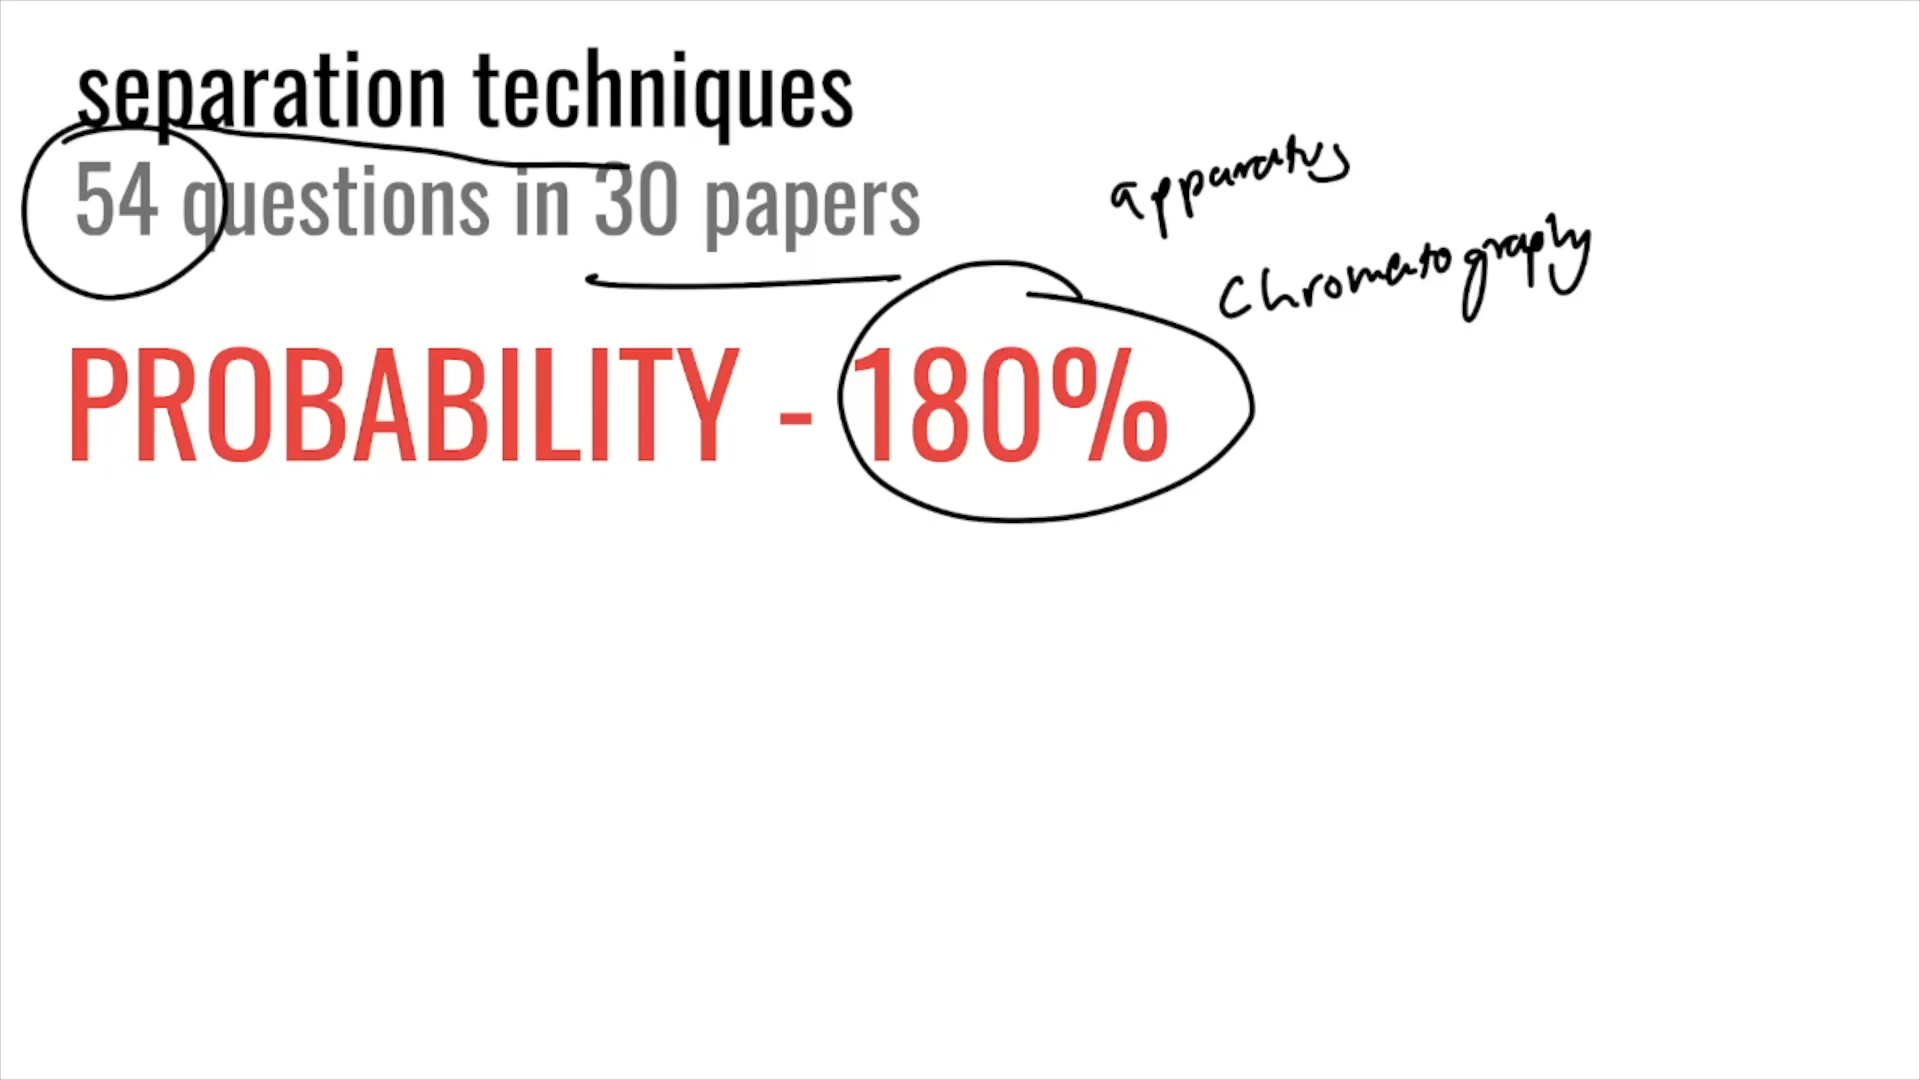 separation techniques
54 questions in 30 papers
apparatus
Chromatography
PROBABILITY - 180%